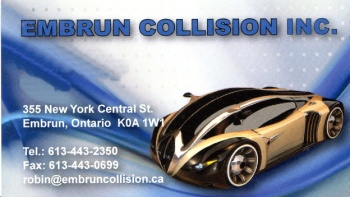 EMBRUN COLLISION INC.
355 New York Central St.
Embrun, Ontario K0A 1W1
Tel.: 613-443-2350
Fax: 613-443-0699
robin@embruncollision.ca